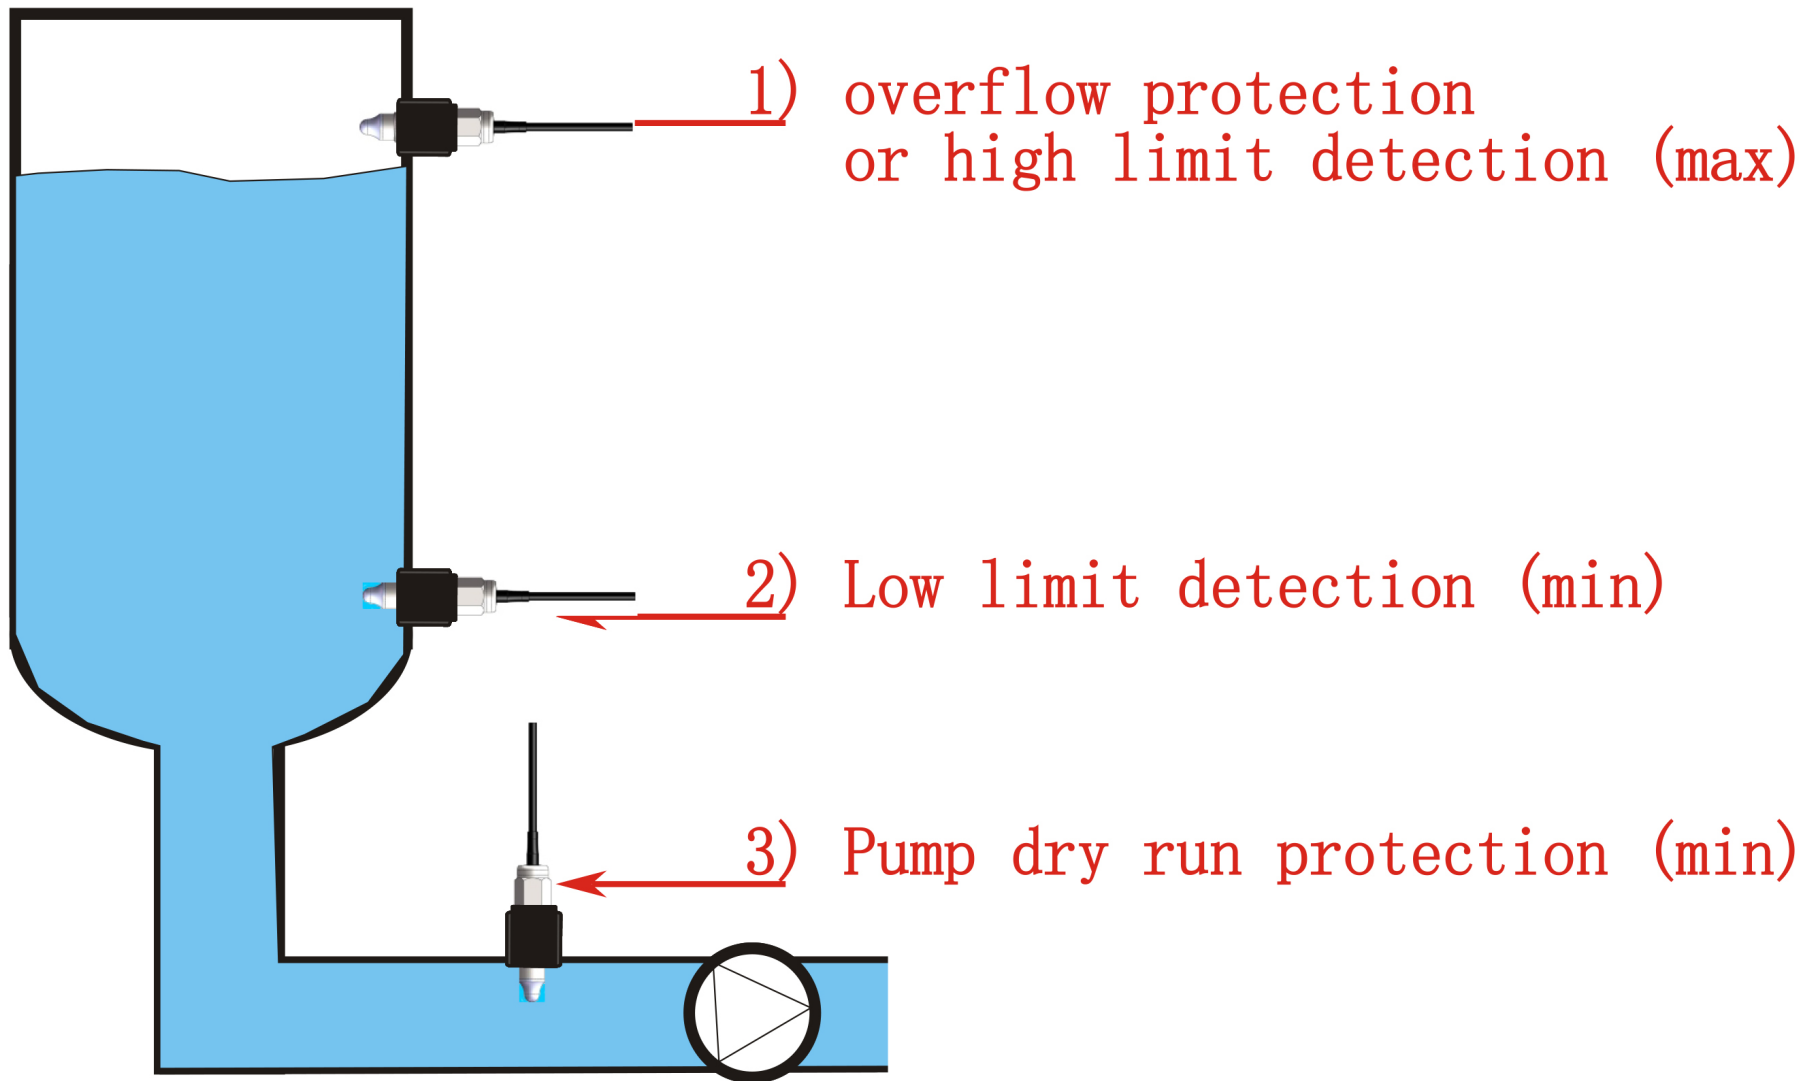 1) overflow protection
or high limit detection (max)
2) Low limit detection (min)
3) Pump dry run protection (min)